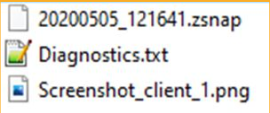 20200505_121641.zsnap
Diagnostics.txt
Screenshot_client_1.png